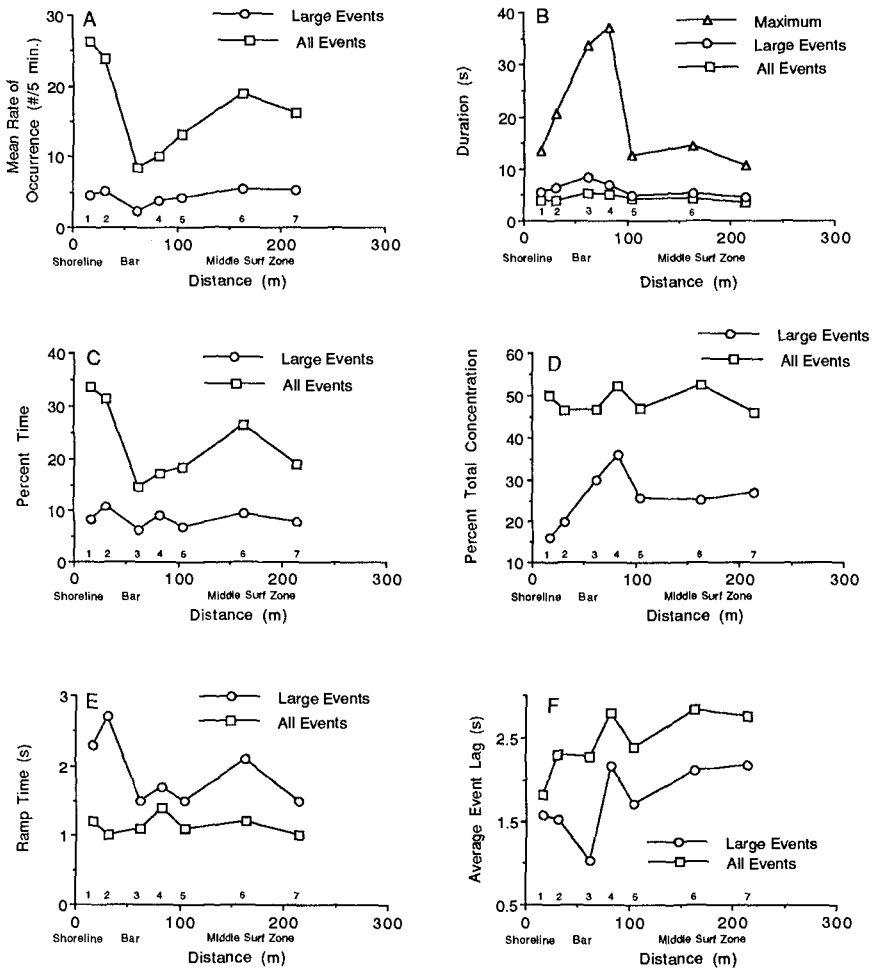 A
Large Events
All Events
Mean Rate of
Occurrence (#/5 min.)
30
20
10
0
1 2 4 5 6 7
0 100 200 300
Shoreline Bar Middle Surf Zone
Distance (m)
B
Maximum
Large Events
All Events
Duration (s)
40
30
20
10
0
1 2 3 4 5 6
0 100 200 300
Shoreline Bar Middle Surf Zone
Distance (m)
C
Large Events
All Events
Percent Time
40
30
20
10
0
1 2 3 4 5 6 7
0 100 200 300
Shoreline Bar Middle Surf Zone
Distance (m)
D
Large Events
All Events
Percent Total Concentration
60
50
40
30
20
10
1 2 3 4 5 6 7
0 100 200 300
Shoreline Bar Middle Surf Zone
Distance (m)
E
Large Events
All Events
Ramp Time (s)
3
2
1
0
1 2 3 4 5 6 7
0 100 200 300
Shoreline Bar Middle Surf Zone
Distance (m)
F
Average Event Lag (s)
2.5
1.5
0.5
Large Events
All Events
1 2 3 4 5 6 7
0 100 200 300
Shoreline Bar Middle Surf Zone
Distance (m)